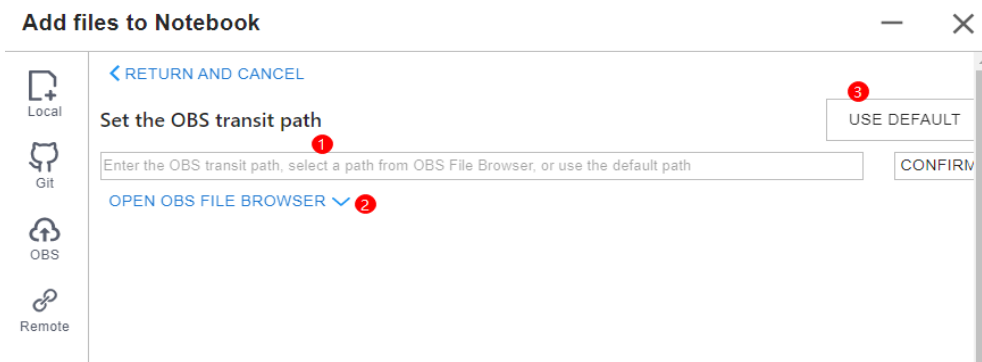 Add files to Notebook
Local
Git
OBS
Remote
RETURN AND CANCEL
3
Set the OBS transit path
USE DEFAULT
1
Enter the OBS transit path, select a path from OBS File Browser, or use the default path
CONFIRM
OPEN OBS FILE BROWSER
2